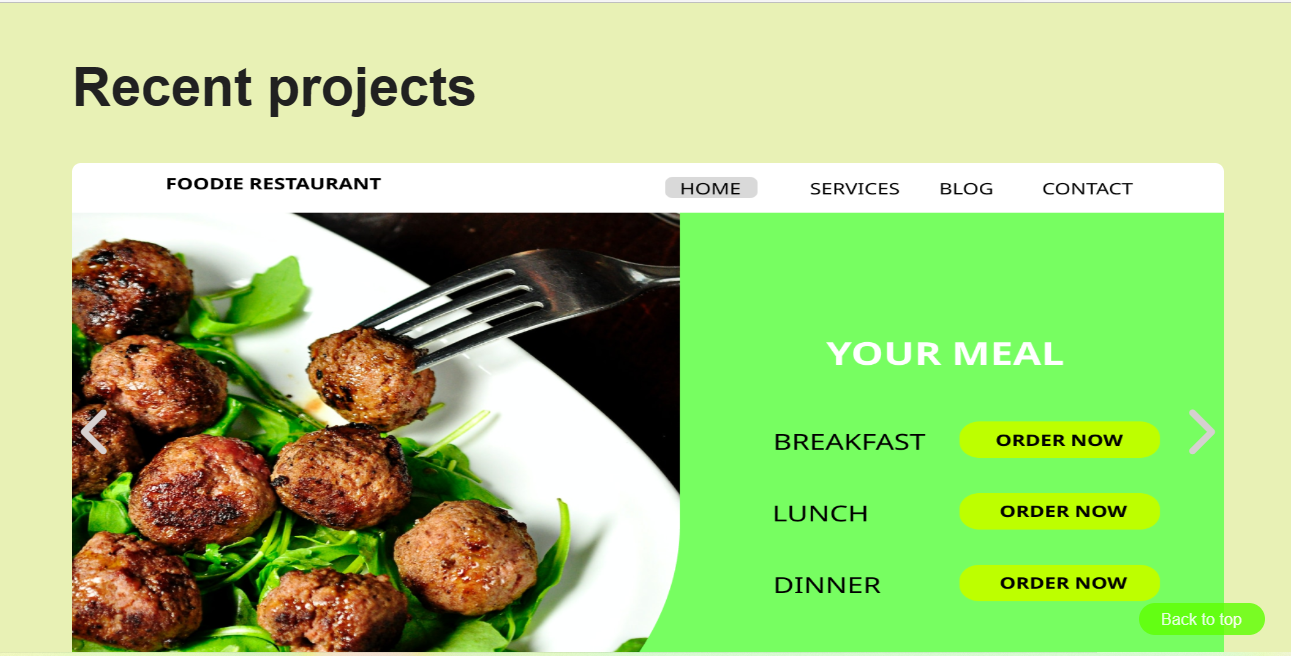 Recent projects
FOODIE RESTAURANT
HOME SERVICES BLOG CONTACT
YOUR MEAL
BREAKFAST ORDER NOW
LUNCH ORDER NOW
DINNER ORDER NOW
Back to top